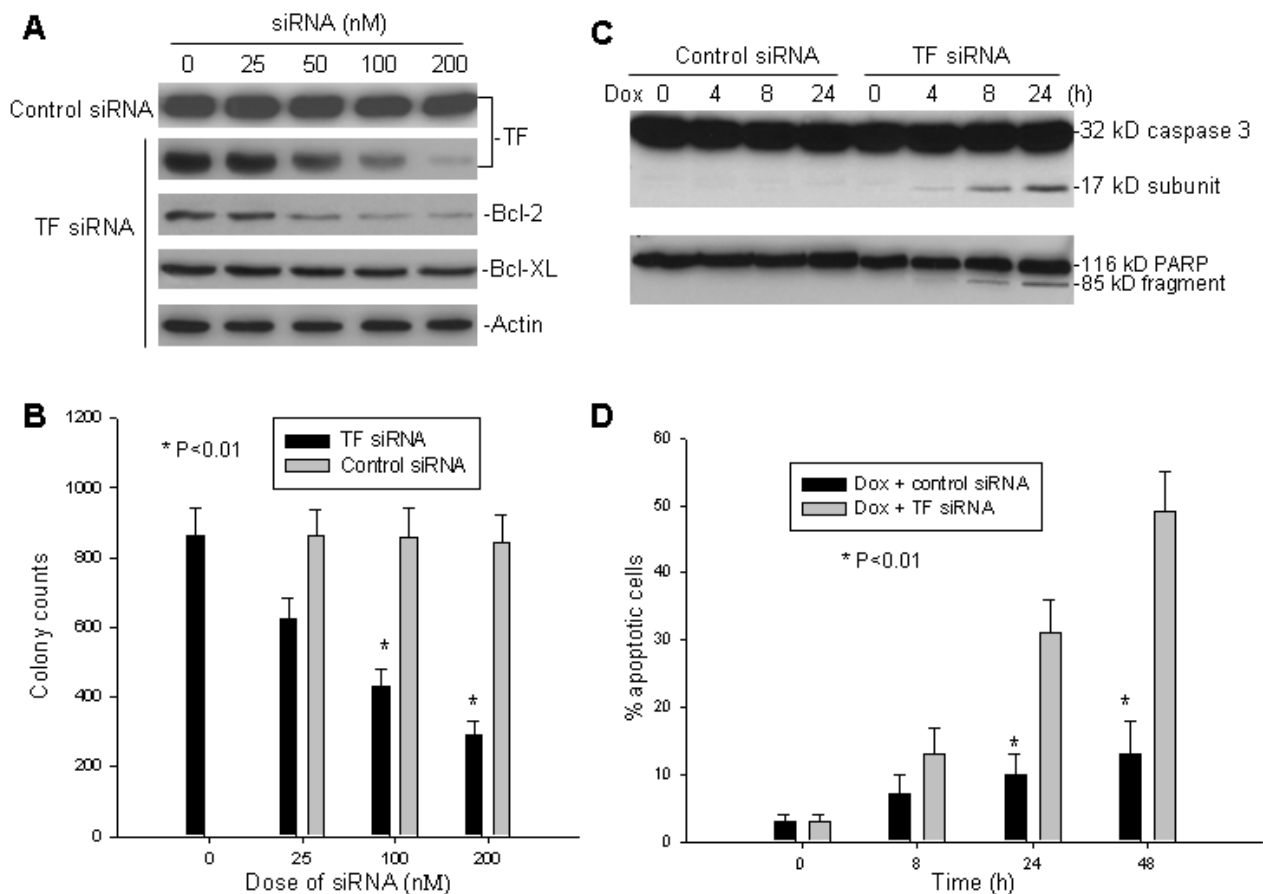 A
siRNA (nM)
0 25 50 100 200
Control siRNA
-TF
TF siRNA
-Bcl-2
-Bcl-XL
-Actin
C
Control siRNA TF siRNA
Dox 0 4 8 24 0 4 8 24 (h)
-32 kD caspase 3
-17 kD subunit
-116 kD PARP
-85 kD fragment
B
1200
1000
800
600
400
200
0
Colony counts
* P<0.01
TF siRNA
Control siRNA
*
*
0 25 100 200
Dose of siRNA (nM)
D
60
50
40
30
20
10
0
% apoptotic cells
Dox + control siRNA
Dox + TF siRNA
* P<0.01
*
*
0 8 24 48
Time (h)